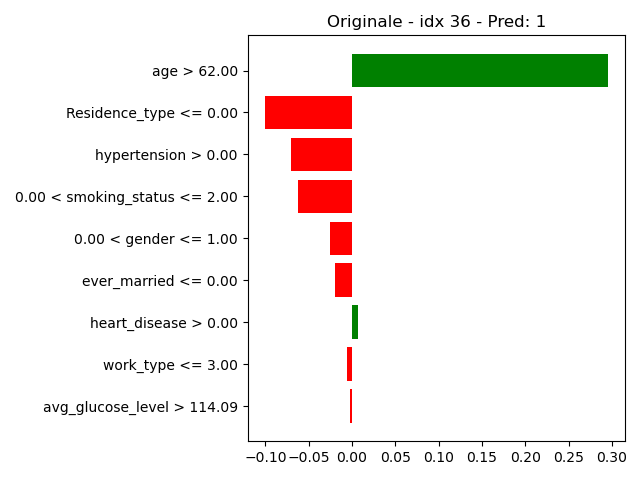 Originale - idx 36 - Pred: 1
age > 62.00
Residence_type <= 0.00
hypertension > 0.00
0.00 < smoking_status <= 2.00
0.00 < gender <= 1.00
ever_married <= 0.00
heart_disease > 0.00
work_type <= 3.00
avg_glucose_level > 114.09
−0.10 −0.05 0.00 0.05 0.10 0.15 0.20 0.25 0.30